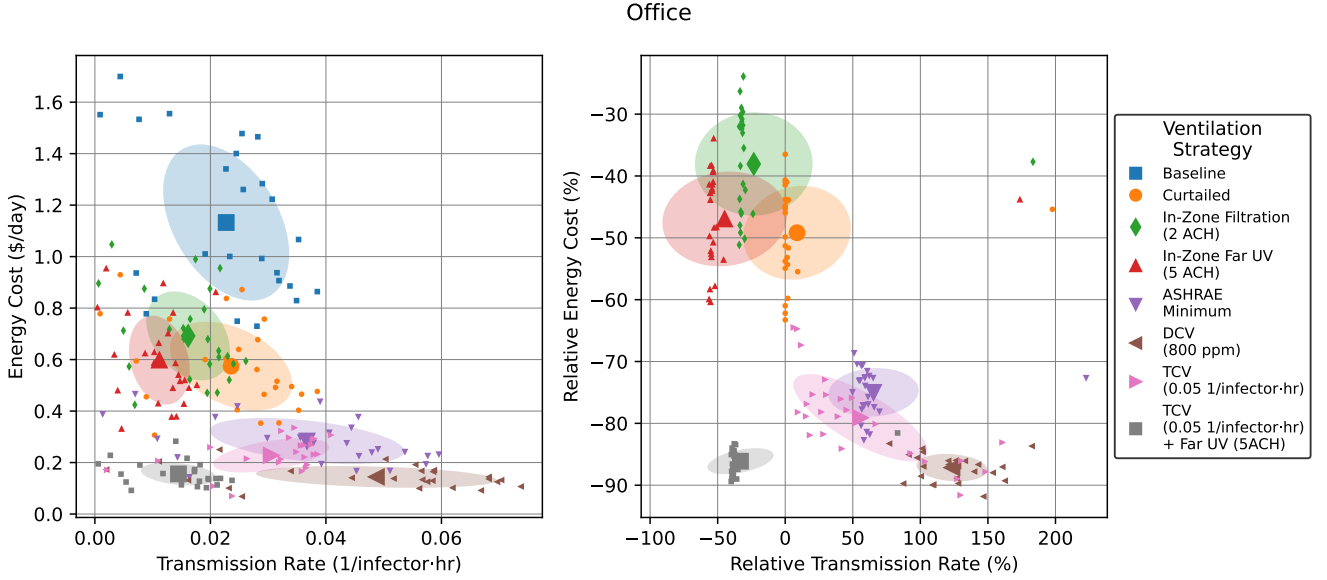 Office
Energy Cost ($/day)
1.6
1.4
1.2
1.0
0.8
0.6
0.4
0.2
0.0
0.00
0.02
0.04
0.06
Transmission Rate (1/infector·hr)
Relative Energy Cost (%)
−30
−40
−50
−60
−70
−80
−90
−100
−50
0
50
100
150
200
Relative Transmission Rate (%)
Ventilation
Strategy
Baseline
Curtailed
In-Zone Filtration
(2 ACH)
In-Zone Far UV
(5 ACH)
ASHRAE
Minimum
DCV
(800 ppm)
TCV
(0.05 1/infector·hr)
TCV
(0.05 1/infector·hr)
+ Far UV (5ACH)